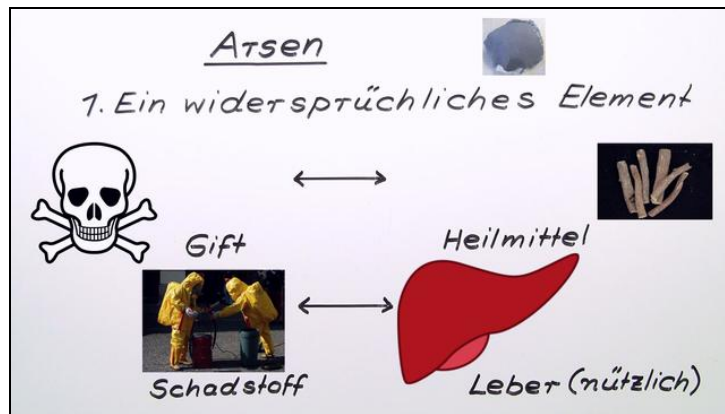 Arsen
1. Ein widersprüchliches Element
Gift
Heilmittel
Schadstoff
Leber (nützlich)